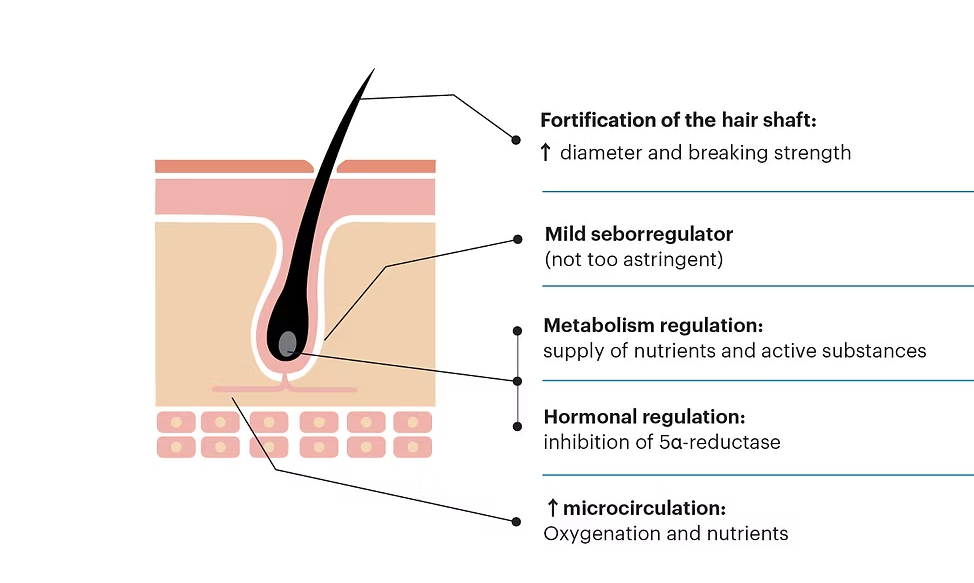 Fortification of the hair shaft:
↑ diameter and breaking strength
Mild seborregulator
(not too astringent)
Metabolism regulation:
supply of nutrients and active substances
Hormonal regulation:
inhibition of 5α-reductase
↑ microcirculation:
Oxygenation and nutrients